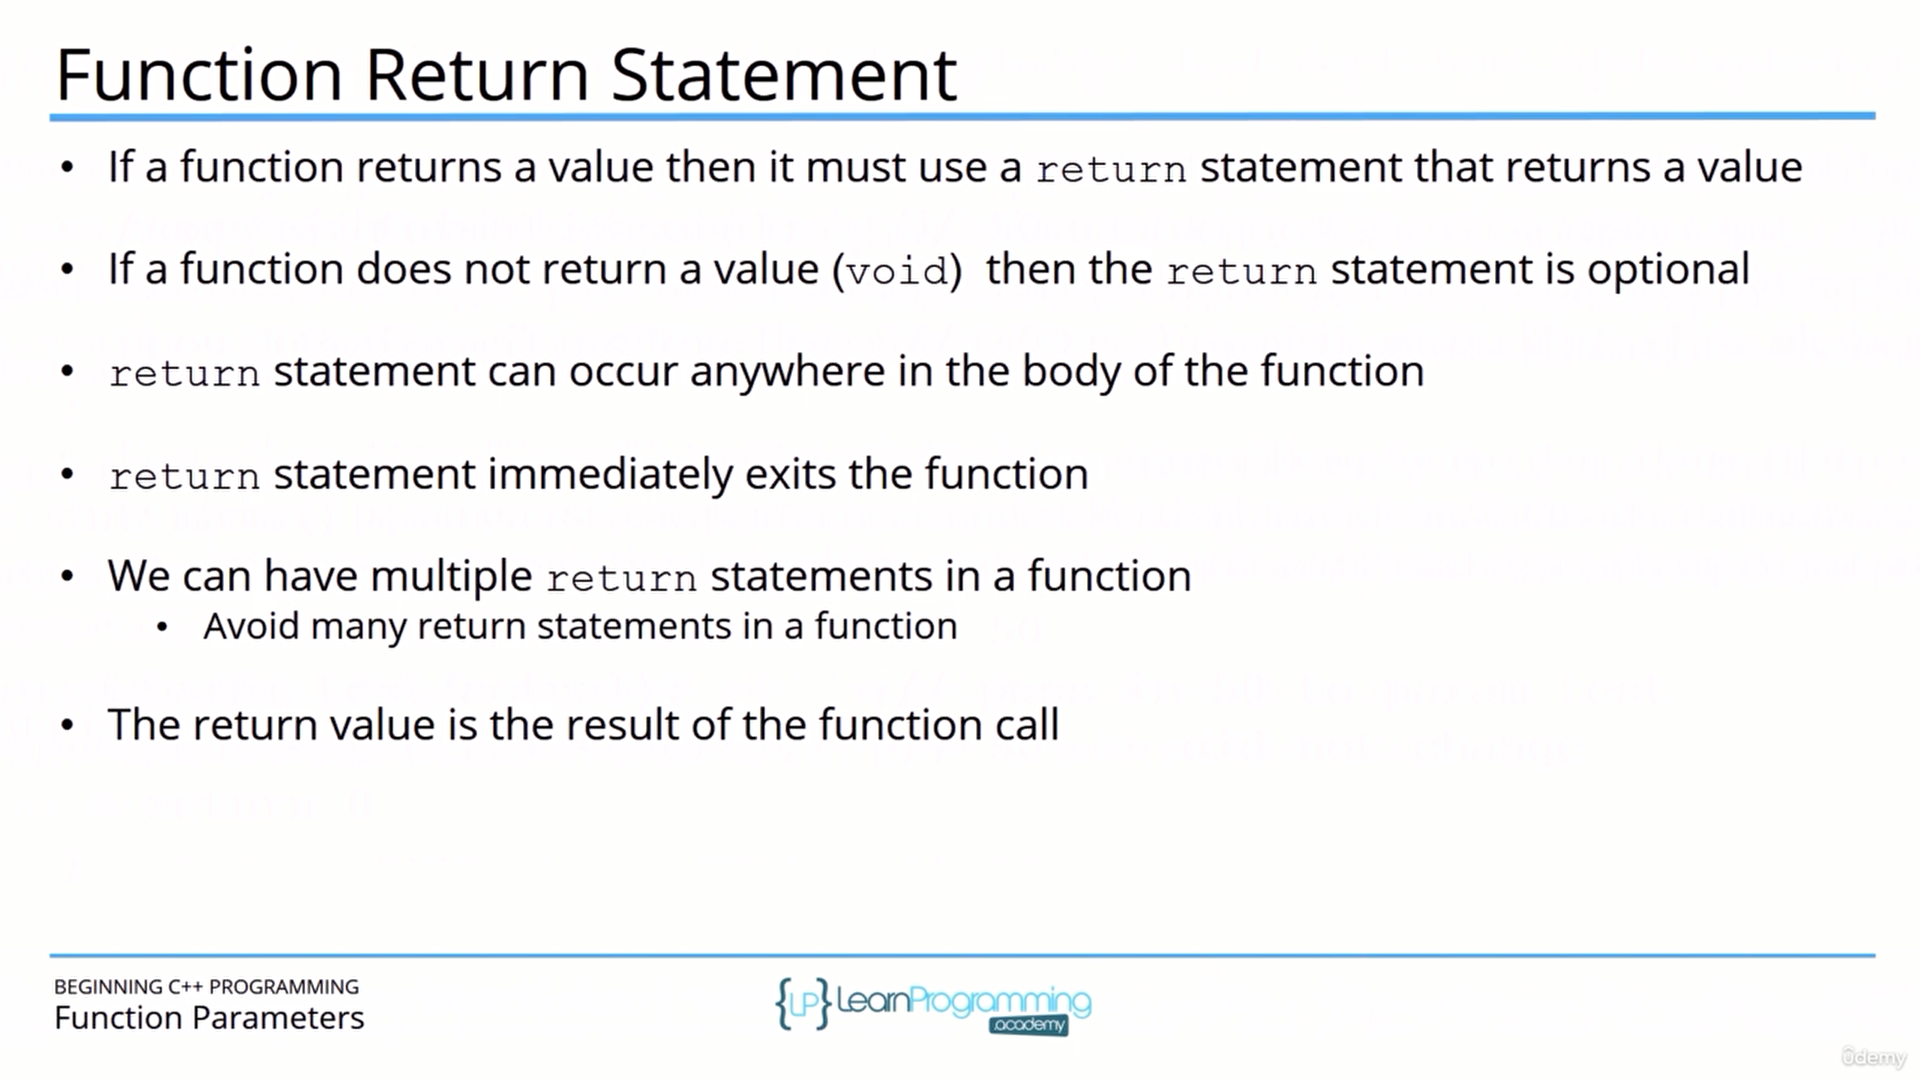 Function Return Statement
• If a function returns a value then it must use a return statement that returns a value
• If a function does not return a value (void)  then the return statement is optional
• return statement can occur anywhere in the body of the function
• return statement immediately exits the function
• We can have multiple return statements in a function
• Avoid many return statements in a function
• The return value is the result of the function call
BEGINNING C++ PROGRAMMING
Function Parameters
{LP} LearnProgramming
academy
ûdemy